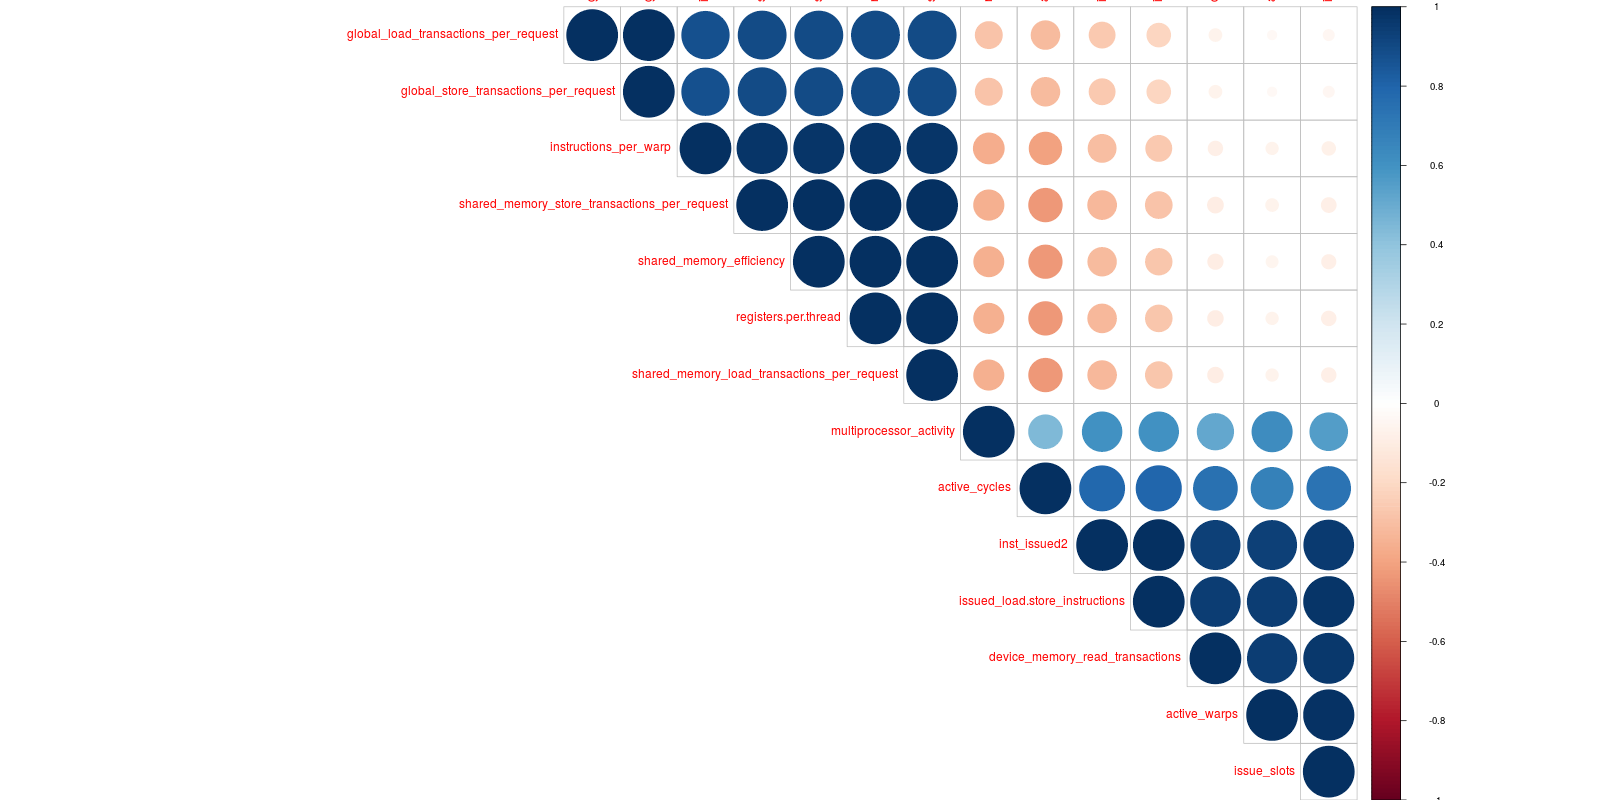 global_load_transactions_per_request
global_store_transactions_per_request
instructions_per_warp
shared_memory_store_transactions_per_request
shared_memory_efficiency
registers.per.thread
shared_memory_load_transactions_per_request
multiprocessor_activity
active_cycles
inst_issued2
issued_load.store_instructions
device_memory_read_transactions
active_warps
issue_slots
1
0.8
0.6
0.4
0.2
0
-0.2
-0.4
-0.6
-0.8